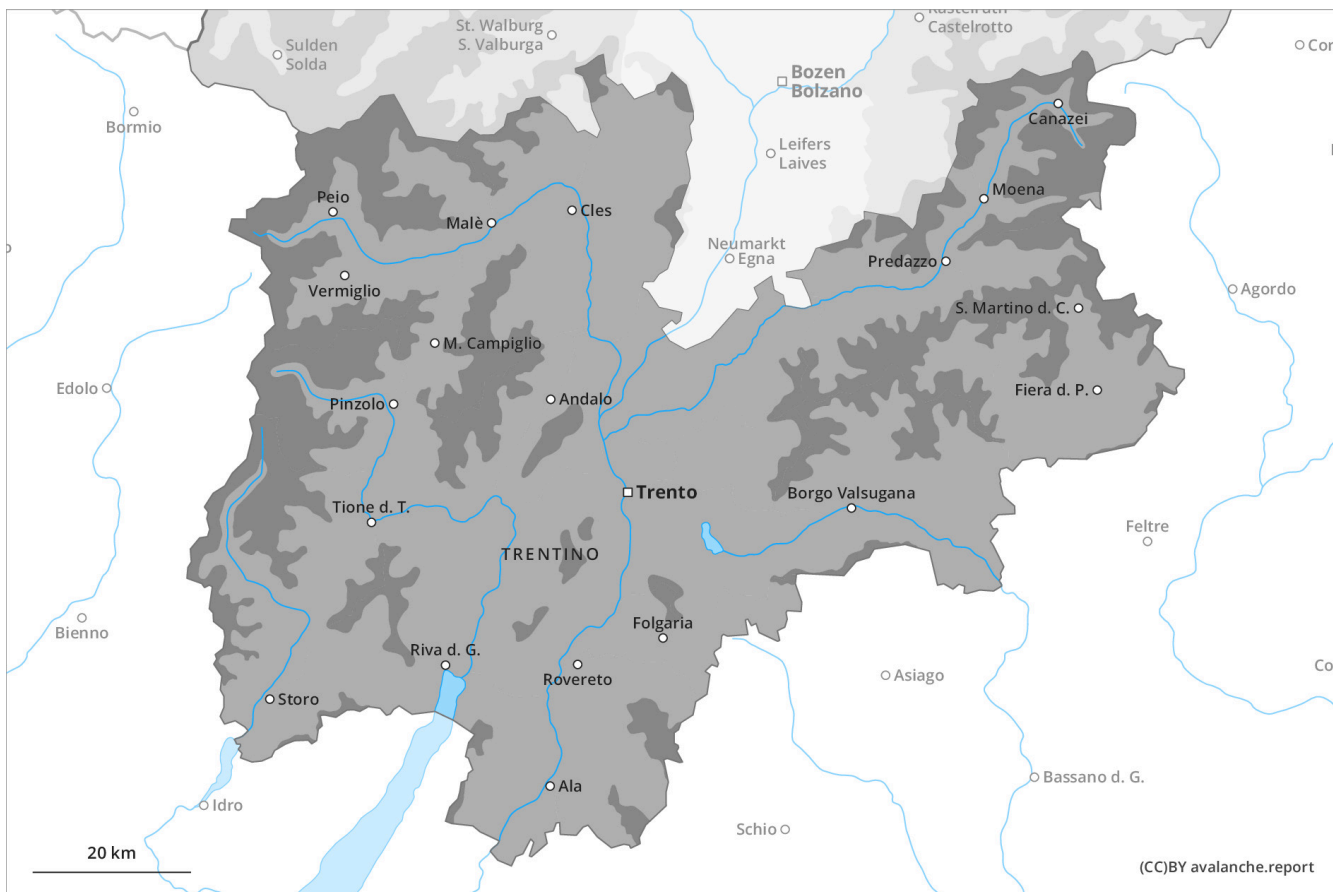 Kastelruth
Castelrotto
St. Walburg
S. Valburga
Sulden
Solda
Cor
Bozen
Bolzano
Bormio
Canazei
Leifers
Laives
Moena
Peio
Malè
Cles
Neumarkt
Egna
Predazzo
Vermiglio
Agordo
S. Martino d. C.
M. Campiglio
Edolo
Pinzolo
Andalo
Fiera d. P.
Trento
Borgo Valsugana
Tione d. T.
Feltre
TRENTINO
Bienno
Folgaria
Riva d. G.
Rovereto
Asiago
Co
Storo
Bassano d. G.
Ala
Idro
Schio
20 km
(CC)BY avalanche.report